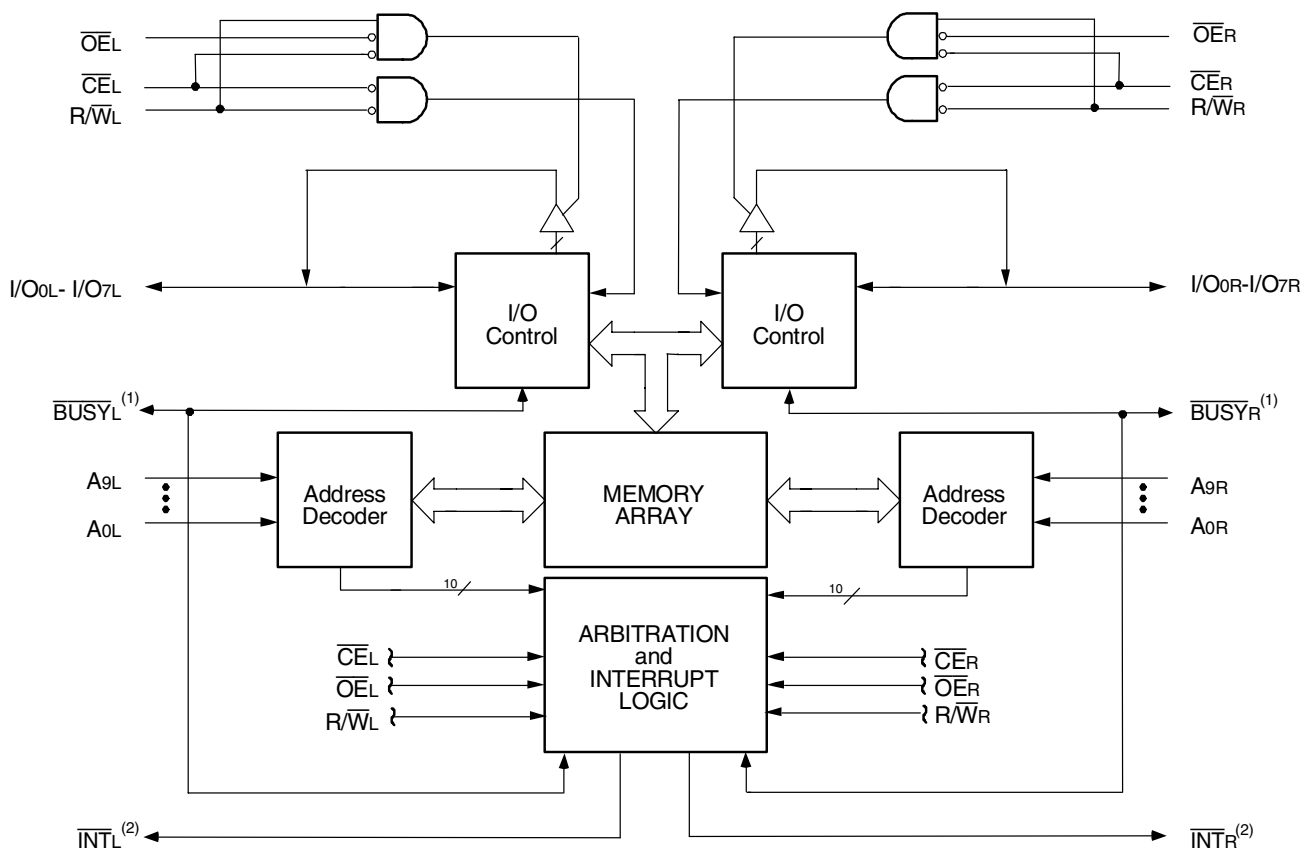 OEL
OER
CEL
CER
R/WL
R/WR
I/O0L- I/O7L
I/O
Control
I/O
Control
I/O0R-I/O7R
BUSYL(1)
BUSYR(1)
A9L
A0L
Address
Decoder
MEMORY
ARRAY
Address
Decoder
A9R
A0R
10
10
ARBITRATION
and
INTERRUPT
LOGIC
CEL
OEL
R/WL
CER
OER
R/WR
INTL(2)
INTR(2)